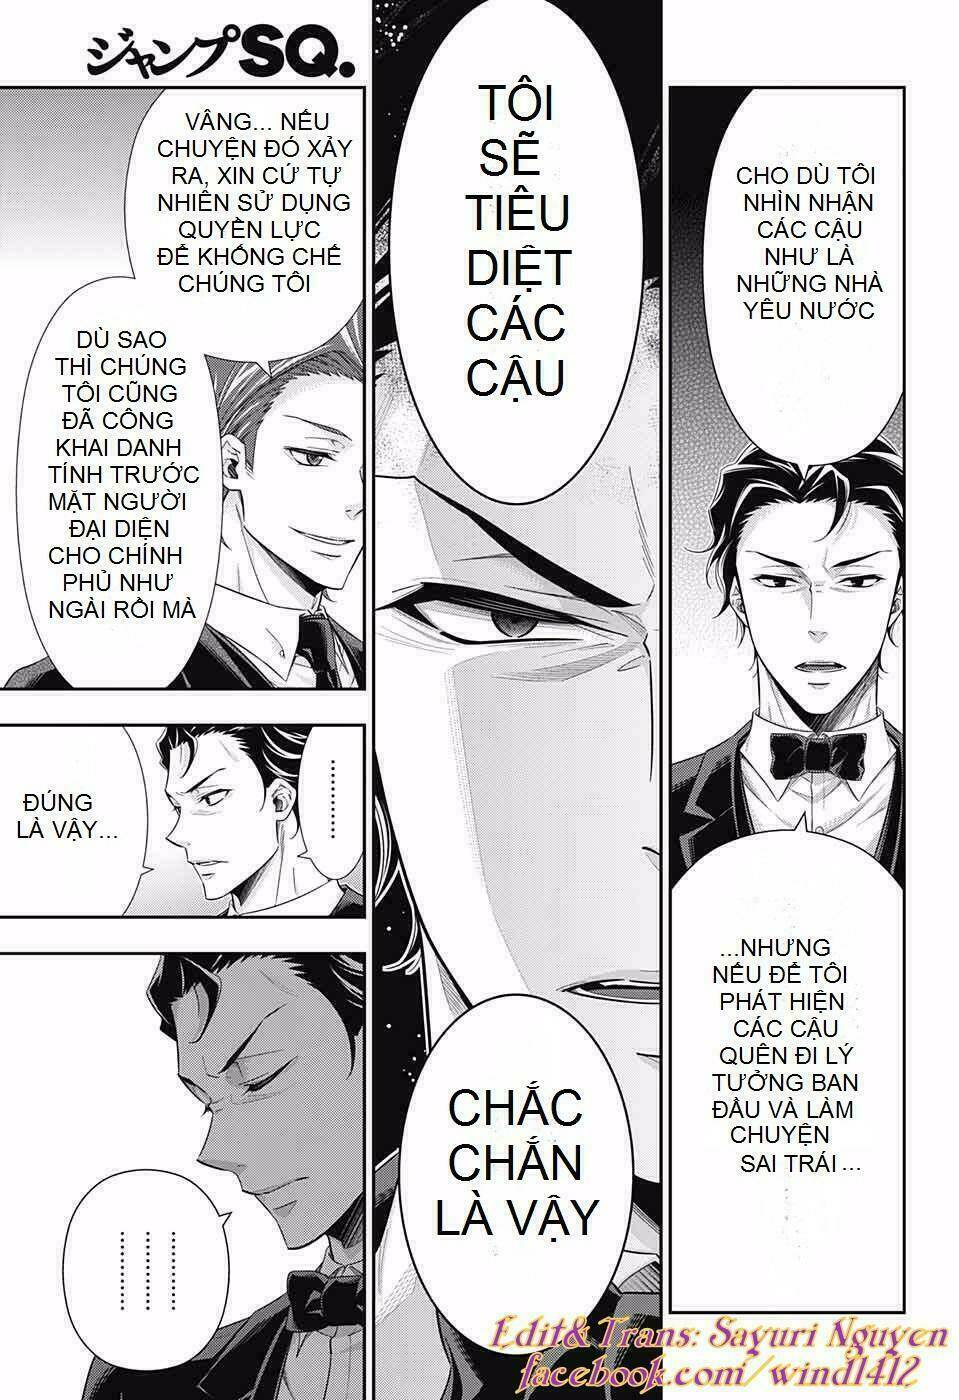 ジャンプSQ.
CHO DÙ TÔI
NHÌN NHẬN
CÁC CẬU
NHƯ LÀ
NHỮNG NHÀ
YÊU NƯỚC
...NHƯNG
NẾU ĐỂ TÔI
PHÁT HIỆN
CÁC CẬU
QUÊN ĐI LÝ
TƯỞNG BAN
ĐẦU VÀ LÀM
CHUYỆN
SAI TRÁI ...
TÔI
SẼ
TIÊU
DIỆT
CÁC
CẬU
CHẮC
CHẮN
LÀ VẬY
VÂNG... NẾU
CHUYỆN ĐÓ XẢY
RA, XIN CỨ TỰ
NHIÊN SỬ DỤNG
QUYỀN LỰC
ĐỂ KHỐNG CHẾ
CHÚNG TÔI
DÙ SAO
THÌ CHÚNG
TÔI CŨNG
ĐÃ CÔNG
KHAI DANH
TÍNH TRƯỚC
MẶT NGƯỜI
ĐẠI DIỆN
CHO CHÍNH
PHỦ NHƯ
NGÀI RỒI MÀ
.........
ĐÚNG
LÀ VẬY...
.........
.........
.........
Edit& Trans: Sayuri Nguyen
facebook.com/wind1412